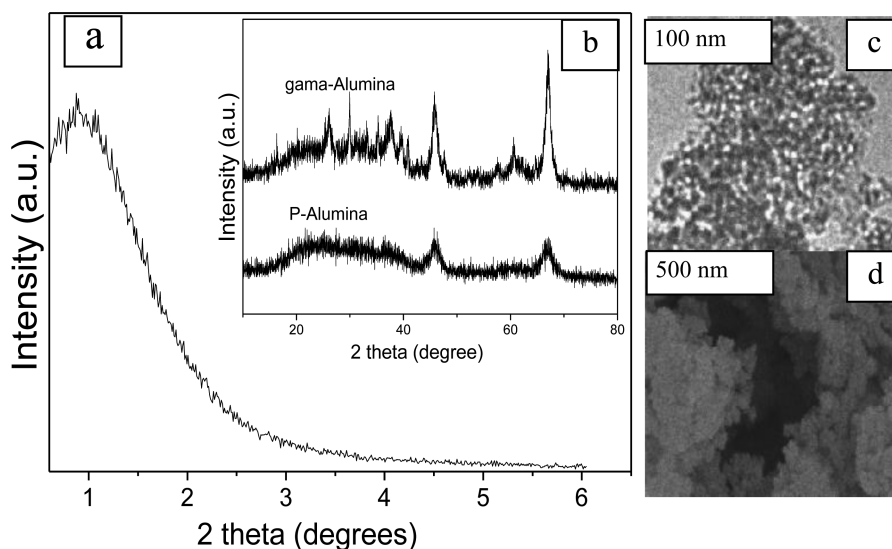 a
b
gama-Alumina
P-Alumina
Intensity (a.u.)
20 40 60 80
2 theta (degree)
Intensity (a.u.)
1 2 3 4 5 6
2 theta (degrees)
100 nm
c
500 nm
d